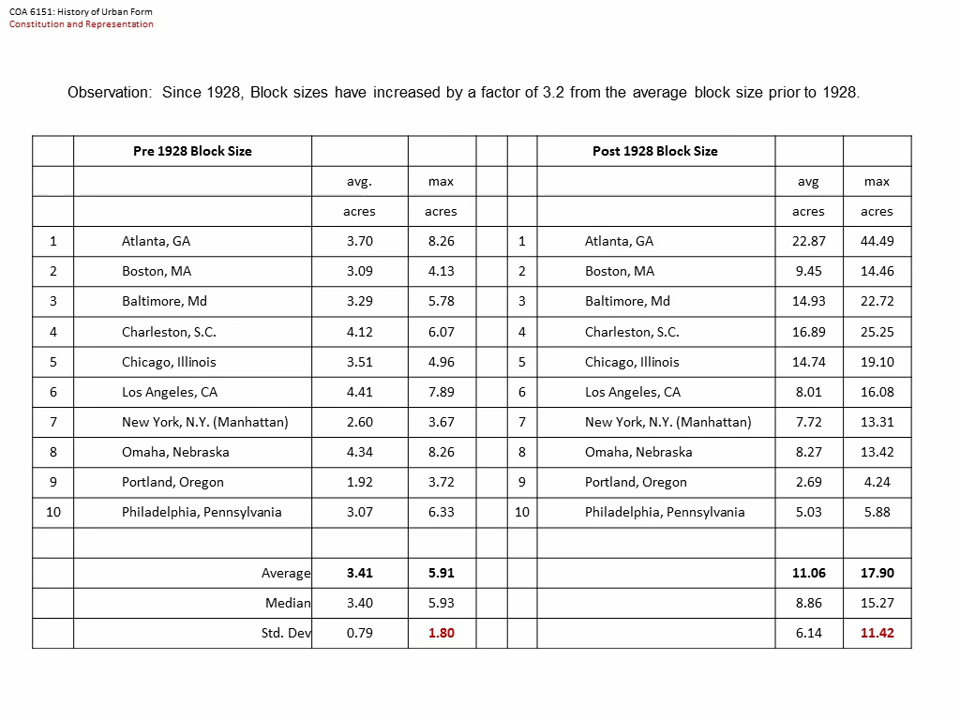 COA 6151: History of Urban Form
Constitution and Representation
Observation: Since 1928, Block sizes have increased by a factor of 3.2 from the average block size prior to 1928.
Pre 1928 Block Size Post 1928 Block Size
avg. max avg max
acres acres acres acres
1 Atlanta, GA 3.70 8.26 1 Atlanta, GA 22.87 44.49
2 Boston, MA 3.09 4.13 2 Boston, MA 9.45 14.46
3 Baltimore, Md 3.29 5.78 3 Baltimore, Md 14.93 22.72
4 Charleston, S.C. 4.12 6.07 4 Charleston, S.C. 16.89 25.25
5 Chicago, Illinois 3.51 4.96 5 Chicago, Illinois 14.74 19.10
6 Los Angeles, CA 4.41 7.89 6 Los Angeles, CA 8.01 16.08
7 New York, N.Y. (Manhattan) 2.60 3.67 7 New York, N.Y. (Manhattan) 7.72 13.31
8 Omaha, Nebraska 4.34 8.26 8 Omaha, Nebraska 8.27 13.42
9 Portland, Oregon 1.92 3.72 9 Portland, Oregon 2.69 4.24
10 Philadelphia, Pennsylvania 3.07 6.33 10 Philadelphia, Pennsylvania 5.03 5.88
Average 3.41 5.91 11.06 17.90
Median 3.40 5.93 8.86 15.27
Std. Dev 0.79 1.80 6.14 11.42